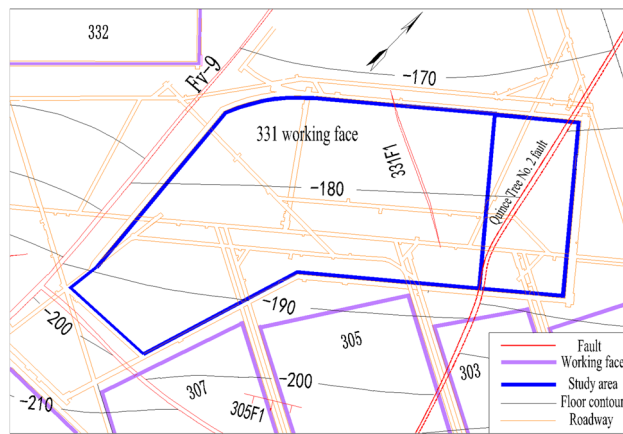 332
Fv-9
-170
331 working face
331F1
Quince Tree No. 2 fault
-180
-190
-200
305
303
307
-200
305F1
-210
Fault
Working face
Study area
Floor contour
Roadway